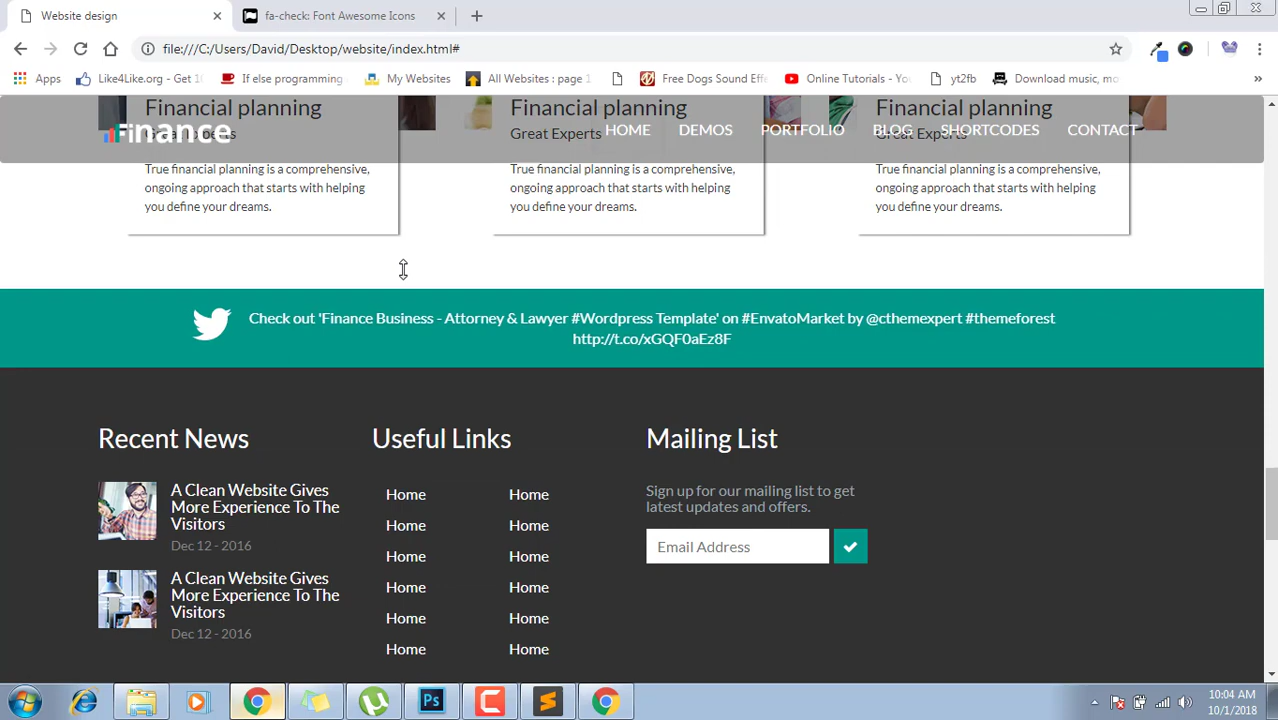 Website design
fa-check: Font Awesome Icons
file:///C:/Users/David/Desktop/website/index.html#
Apps
Like4Like.org - Get 10
If else programming
My Websites
All Websites : page 1
Free Dogs Sound Eff
Online Tutorials - Yo
yt2fb
Download music, mo
»
Financial planning
Financial planning
Financial planning
Finance
HOME
DEMOS
PORTFOLIO
BLOG
SHORTCODES
CONTACT
Great Experts
Great Experts
True financial planning is a comprehensive,
ongoing approach that starts with helping
you define your dreams.
True financial planning is a comprehensive,
ongoing approach that starts with helping
you define your dreams.
True financial planning is a comprehensive,
ongoing approach that starts with helping
you define your dreams.
Check out 'Finance Business - Attorney & Lawyer #Wordpress Template' on #EnvatoMarket by @cthemexpert #themeforest
http://t.co/xGQF0aEz8F
Recent News
A Clean Website Gives
More Experience To The
Visitors
Dec 12 - 2016
A Clean Website Gives
More Experience To The
Visitors
Dec 12 - 2016
Useful Links
Home Home
Home Home
Home Home
Home Home
Home Home
Home Home
Mailing List
Sign up for our mailing list to get
latest updates and offers.
Email Address
Ps
10:04 AM
10/1/2018